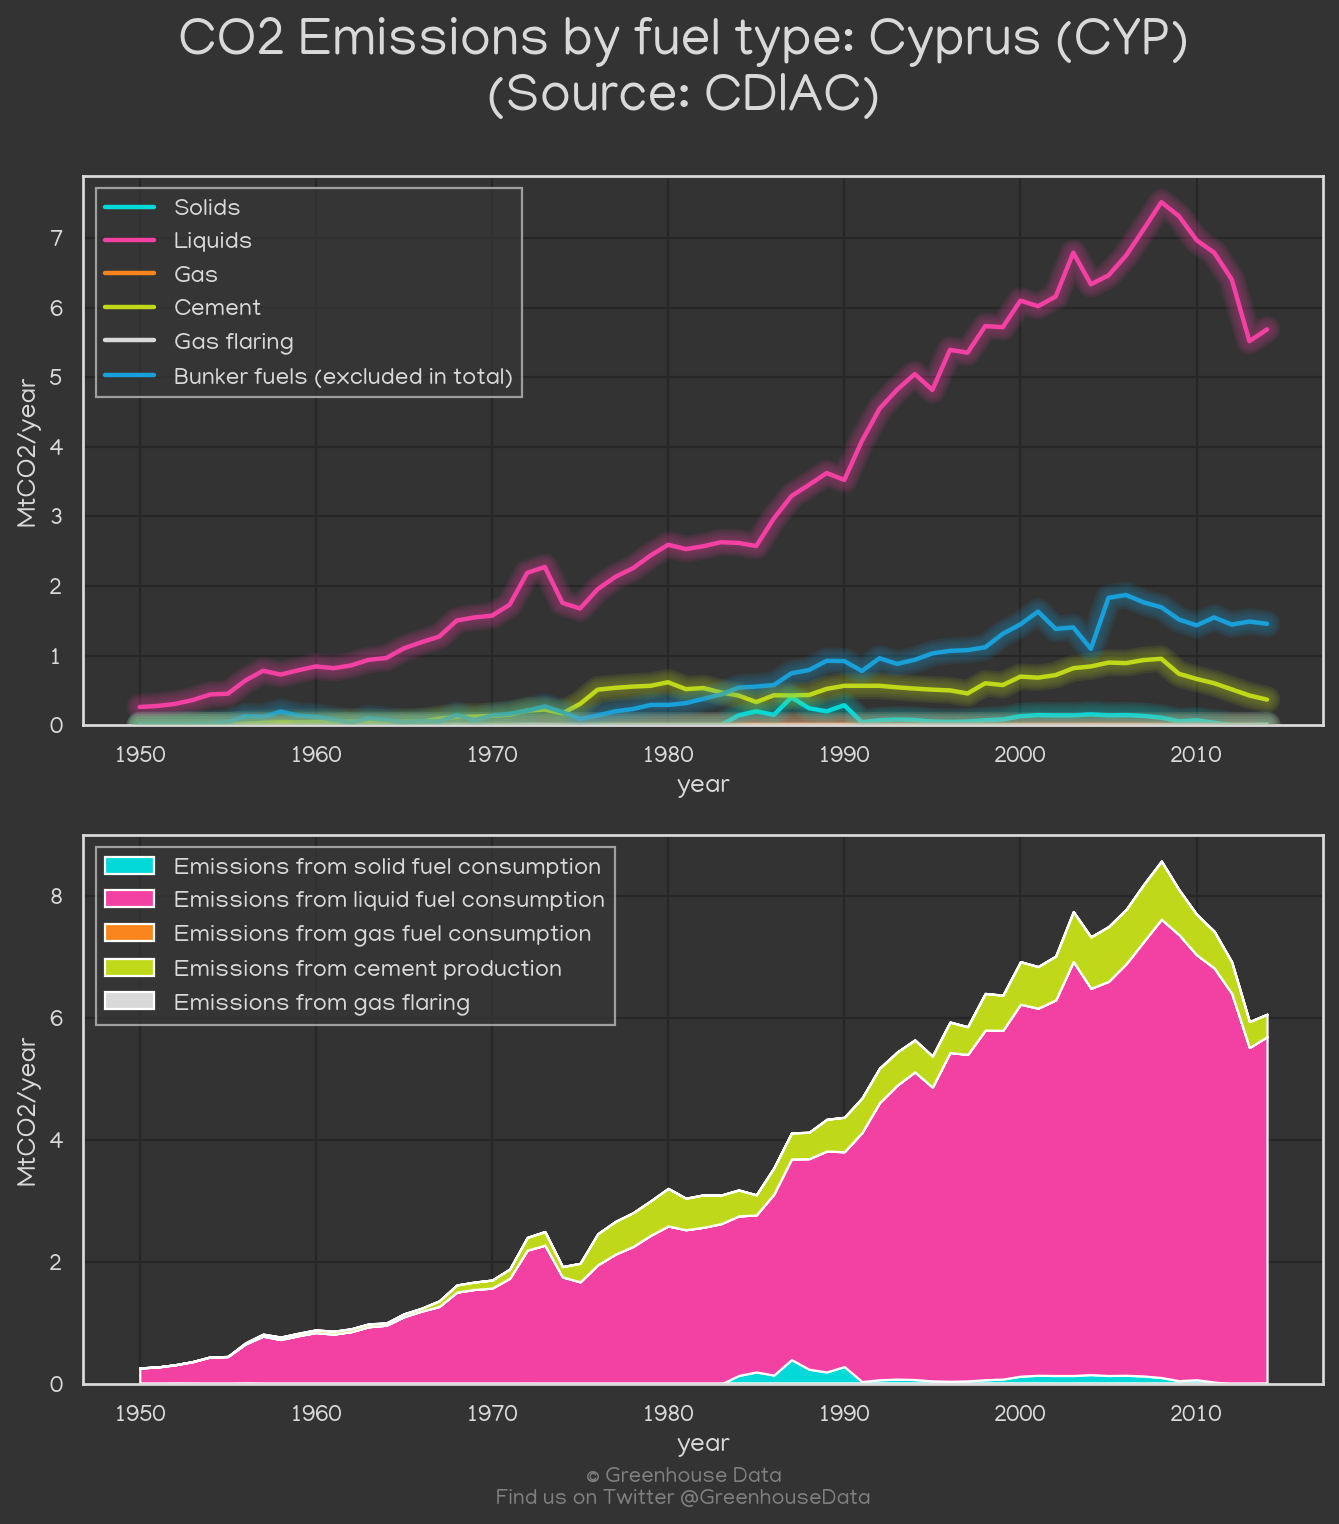 CO2 Emissions by fuel type: Cyprus (CYP)
(Source: CDIAC)
Solids
Liquids
Gas
Cement
Gas flaring
Bunker fuels (excluded in total)
MtCO2/year
7
6
5
4
3
2
1
0
1950 1960 1970 1980 1990 2000 2010
year
Emissions from solid fuel consumption
Emissions from liquid fuel consumption
Emissions from gas fuel consumption
Emissions from cement production
Emissions from gas flaring
MtCO2/year
8
6
4
2
0
1950 1960 1970 1980 1990 2000 2010
year
© Greenhouse Data
Find us on Twitter @GreenhouseData